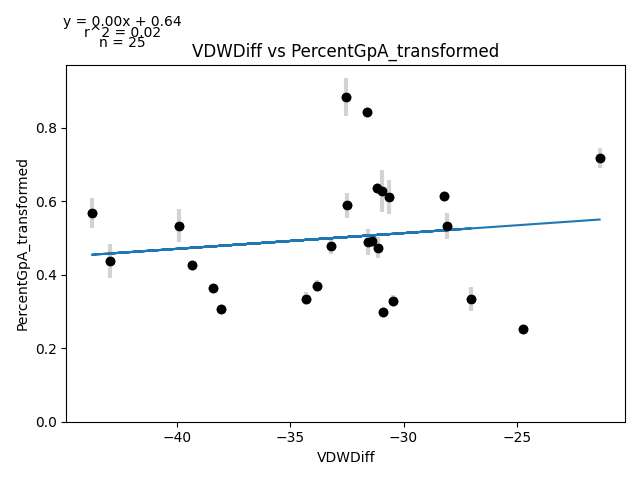 y = 0.00x + 0.64
r^2 = 0.02
n = 25
VDWDiff vs PercentGpA_transformed
PercentGpA_transformed
0.8
0.6
0.4
0.2
0.0
−40
−35
−30
−25
VDWDiff